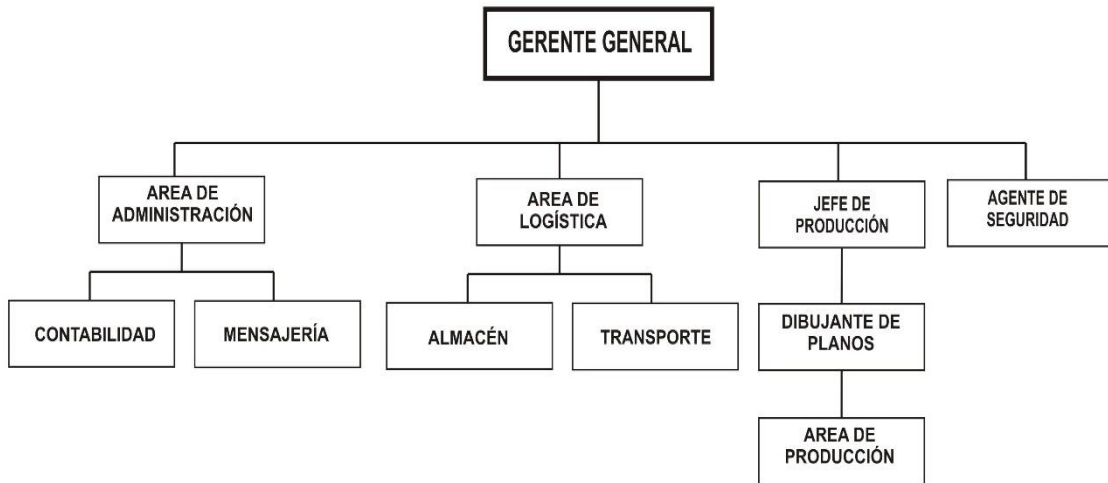 GERENTE GENERAL
AREA DE
ADMINISTRACIÓN
AREA DE
LOGÍSTICA
JEFE DE
PRODUCCIÓN
AGENTE DE
SEGURIDAD
CONTABILIDAD
MENSAJERÍA
ALMACÉN
TRANSPORTE
DIBUJANTE DE
PLANOS
AREA DE
PRODUCCIÓN